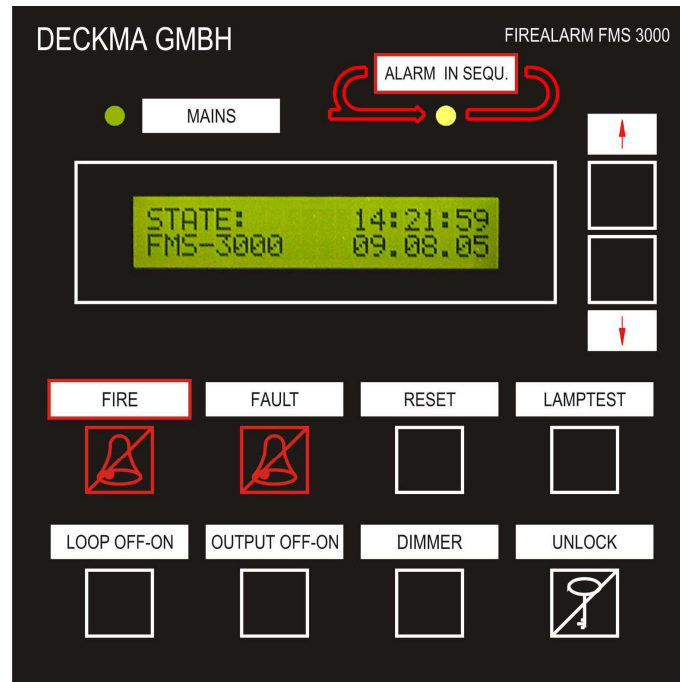 DECKMA GMBH
FIREALARM FMS 3000
ALARM IN SEQU.
MAINS
STATE: 14:21:59
FMS-3000 09.08.05
FIRE FAULT RESET LAMPTEST
LOOP OFF-ON OUTPUT OFF-ON DIMMER UNLOCK